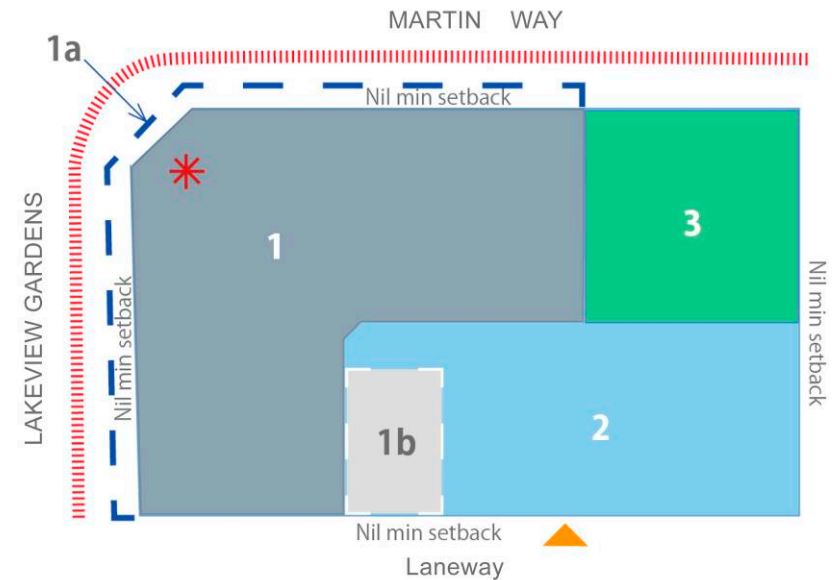 MARTIN WAY
1a
Nil min setback
LAKEVIEW GARDENS
Nil min setback
1
3
Nil min setback
1b
2
Nil min setback
Laneway